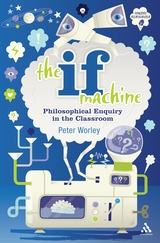 the
if
machine
Philosophical Enquiry
in the Classroom
Peter Worley